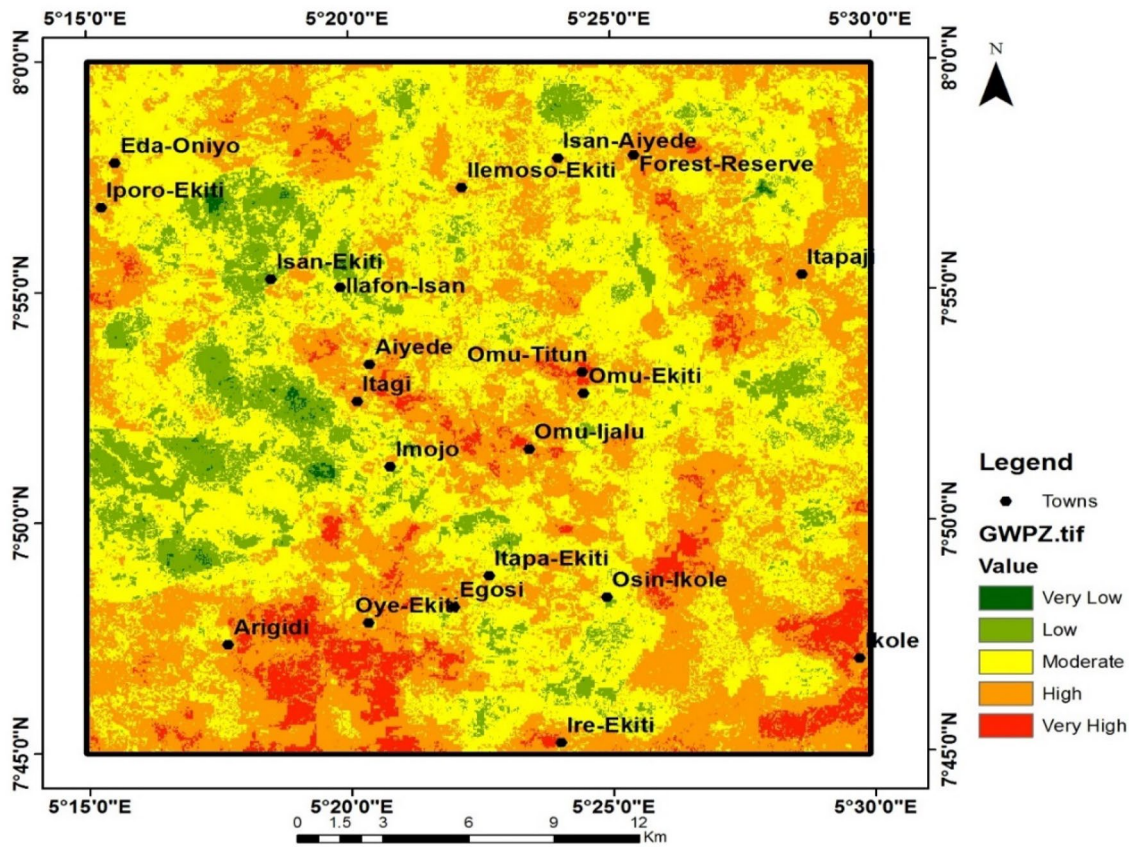 5°15'0"E 5°20'0"E 5°25'0"E 5°30'0"E
8°0'0"N
8°0'0"N
N
Isan-Aiyede
Eda-Oniyo
Forest-Reserve
Ilemoso-Ekiti
Iporo-Ekiti
Itapaji
Isan-Ekiti
Ilafon-Isan
7°55'0"N
7°55'0"N
Aiyede
Omu-Titun
Omu-Ekiti
Itagi
Omu-Ijalu
Imojo
7°50'0"N
7°50'0"N
Itapa-Ekiti
Osin-Ikole
Egosi
Oye-Ekiti
Arigidi
Ikole
Ire-Ekiti
7°45'0"N
7°45'0"N
5°15'0"E 5°20'0"E 5°25'0"E 5°30'0"E
0 1.5 3 6 9 12
Km
Legend
Towns
GWPZ.tif
Value
Very Low
Low
Moderate
High
Very High